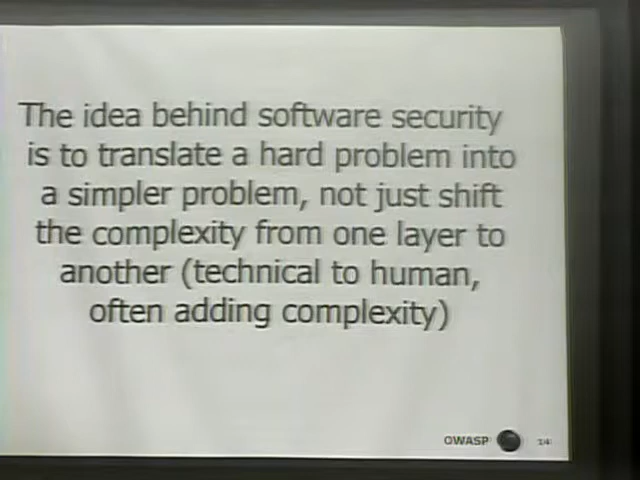 The idea behind software security
is to translate a hard problem into
a simpler problem, not just shift
the complexity from one layer to
another (technical to human,
often adding complexity)
OWASP